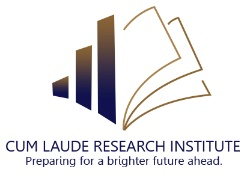 CUM LAUDE RESEARCH INSTITUTE
Preparing for a brighter future ahead.